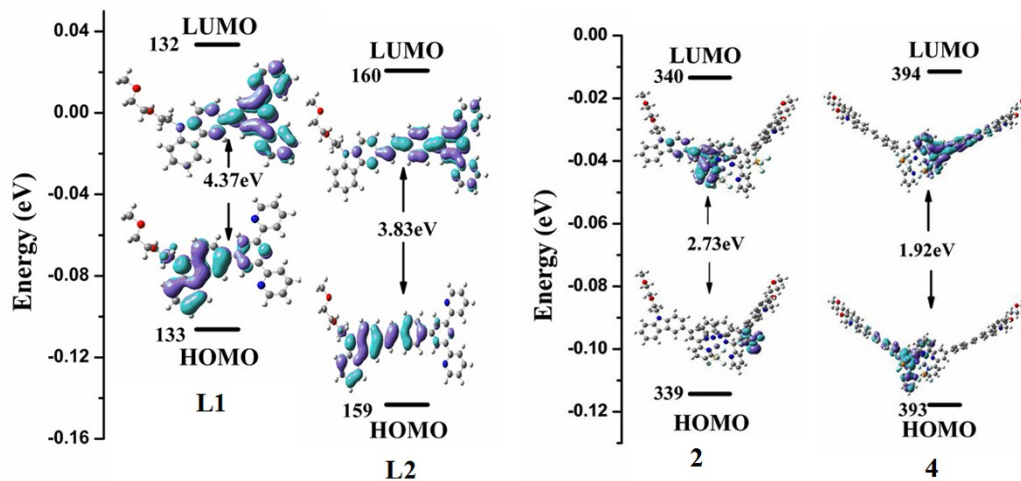 Energy (eV)
0.04
0.00
-0.04
-0.08
-0.12
-0.16
LUMO
132
4.37eV
133
HOMO
L1
LUMO
160
3.83eV
159
HOMO
L2
Energy (eV)
0.00
-0.02
-0.04
-0.06
-0.08
-0.10
-0.12
LUMO
340
2.73eV
339
HOMO
2
LUMO
394
1.92eV
393
HOMO
4